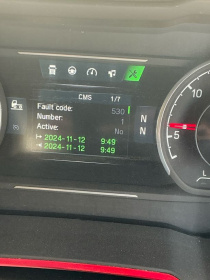 CMS 1/7
Fault code: 530
Number: 1
Active: No
2024-11-12 9:49
2024-11-12 9:49
N
N
10
5
L